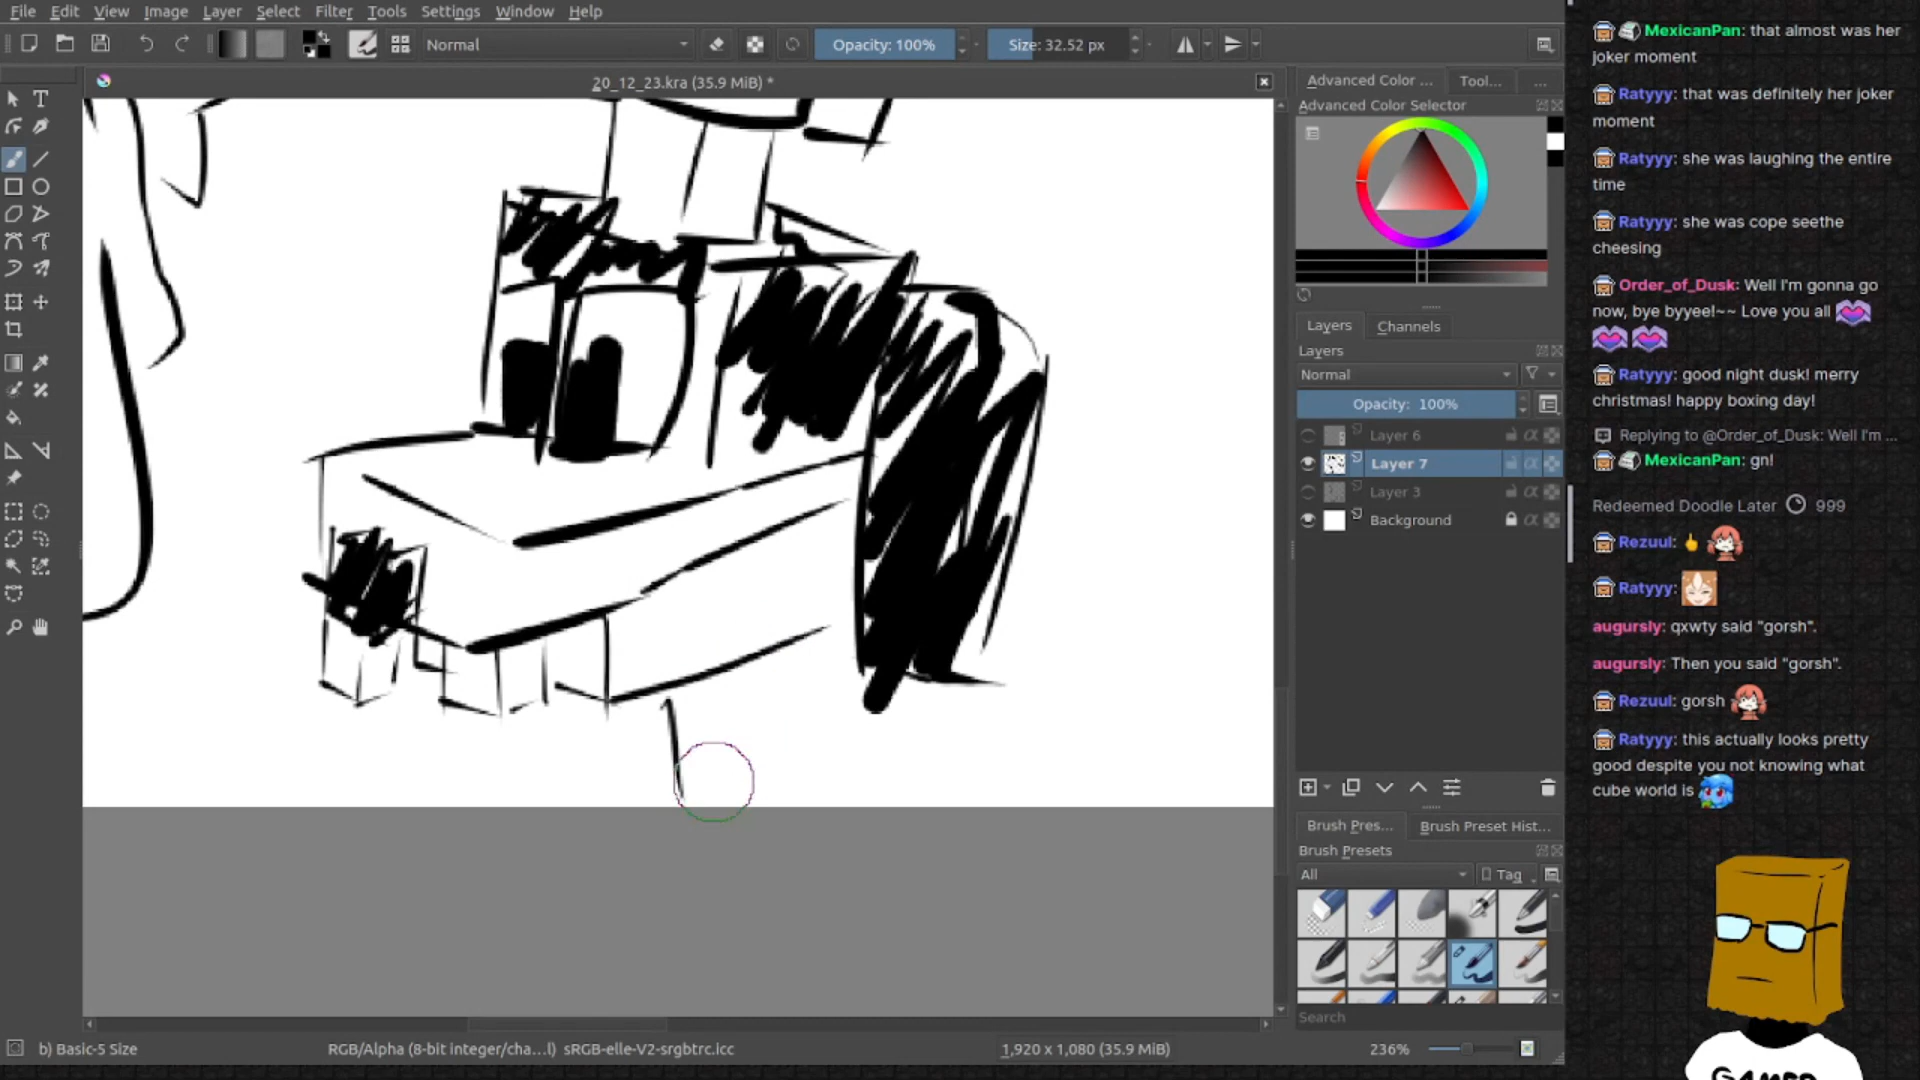 File Edit View Image Layer Select Filter Tools Settings Window Help
Normal
Opacity: 100%
Size: 32.52 px
20_12_23.kra (35.9 MiB) *
Advanced Color ...
Tool...
...
Advanced Color Selector
Layers
Channels
Layers
Normal
Opacity: 100%
Layer 6
Layer 7
Layer 3
Background
Brush Pres...
Brush Preset Hist...
Brush Presets
All
Tag
Search
b) Basic-5 Size
RGB/Alpha (8-bit integer/cha...l) sRGB-elle-V2-srgbtrc.icc
1,920 x 1,080 (35.9 MiB)
236%
MexicanPan: that almost was her
joker moment
Ratyyy: that was definitely her joker
moment
Ratyyy: she was laughing the entire
time
Ratyyy: she was cope seethe
cheesing
Order_of_Dusk: Well I'm gonna go
now, bye byyee!~~ Love you all
Ratyyy: good night dusk! merry
christmas! happy boxing day!
Replying to @Order_of_Dusk: Well I'm ...
MexicanPan: gn!
Redeemed Doodle Later 999
Rezuul:
Ratyyy:
augursly: qxwty said "gorsh".
augursly: Then you said "gorsh".
Rezuul: gorsh
Ratyyy: this actually looks pretty
good despite you not knowing what
cube world is
GAMER